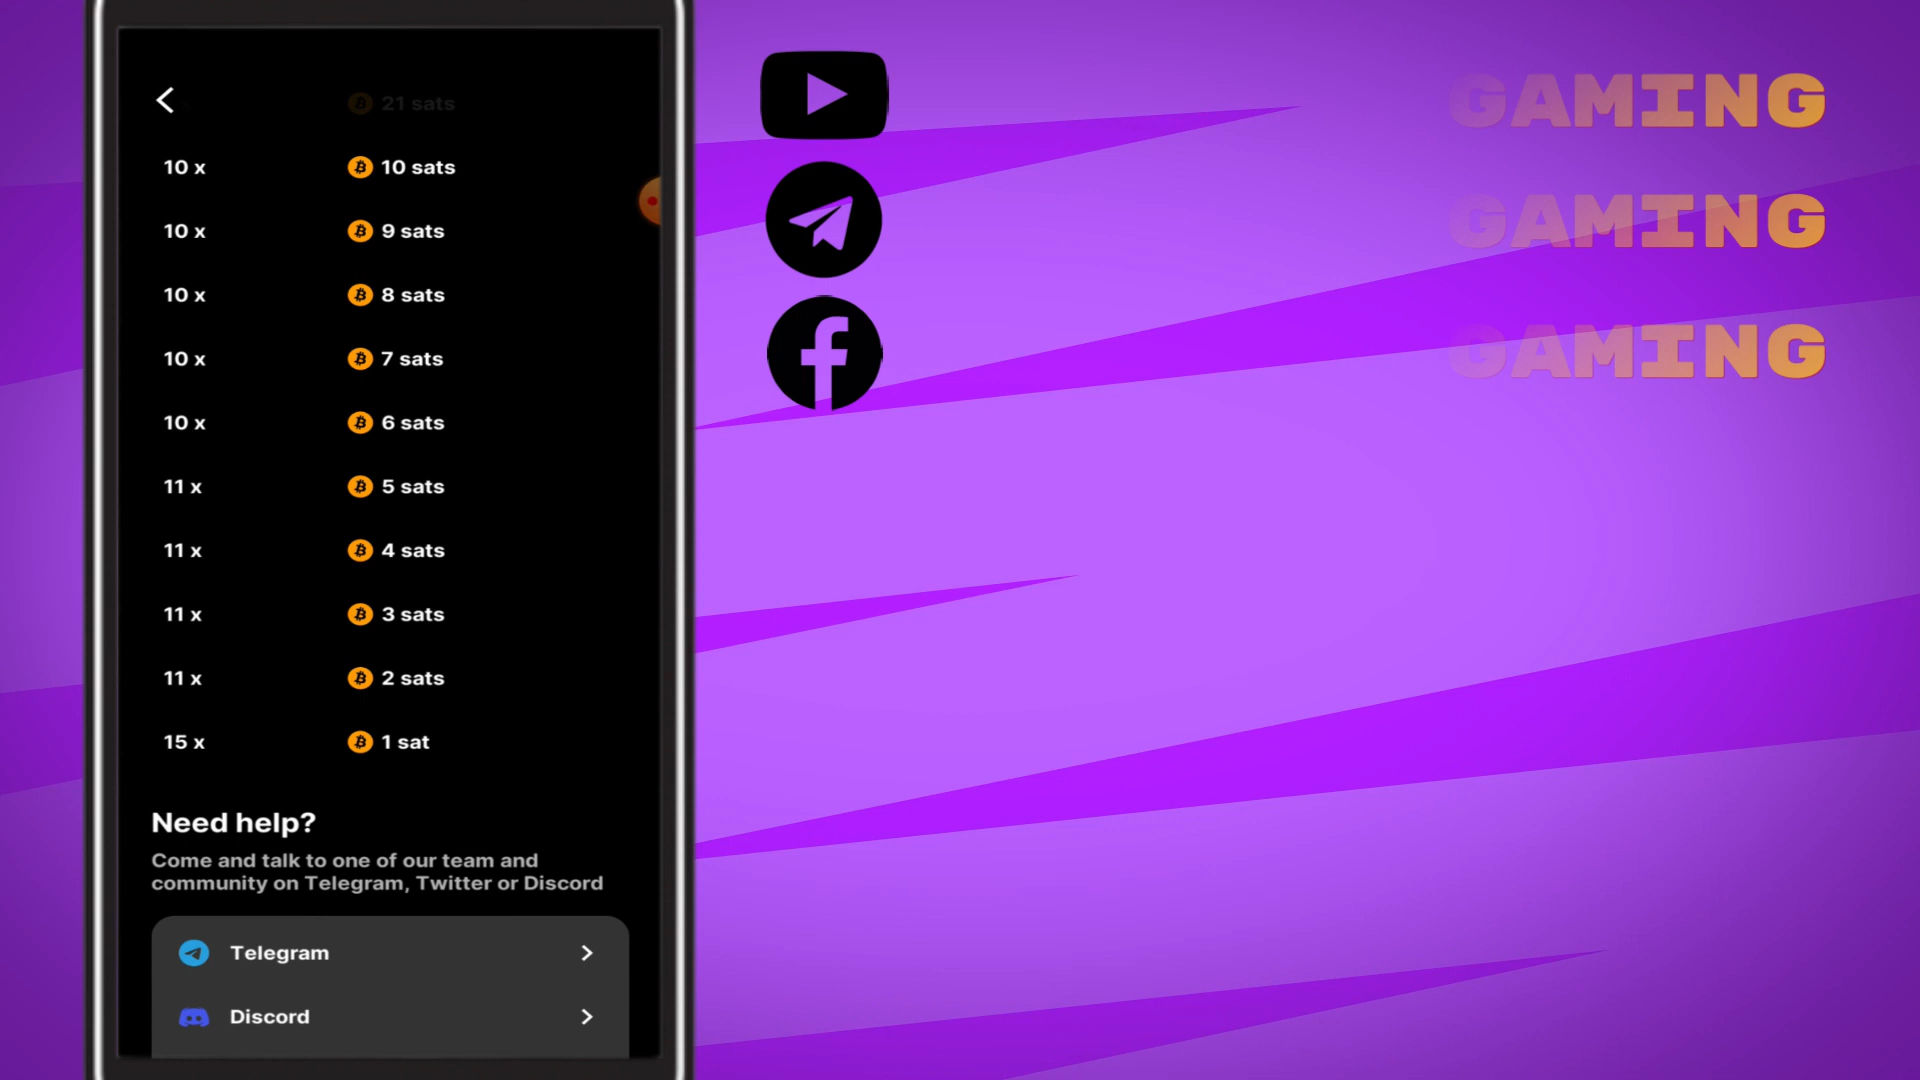 21 sats
10 x 10 sats
10 x 9 sats
10 x 8 sats
10 x 7 sats
10 x 6 sats
11 x 5 sats
11 x 4 sats
11 x 3 sats
11 x 2 sats
15 x 1 sat
Need help?
Come and talk to one of our team and
community on Telegram, Twitter or Discord
Telegram
Discord
GAMING
GAMING
GAMING